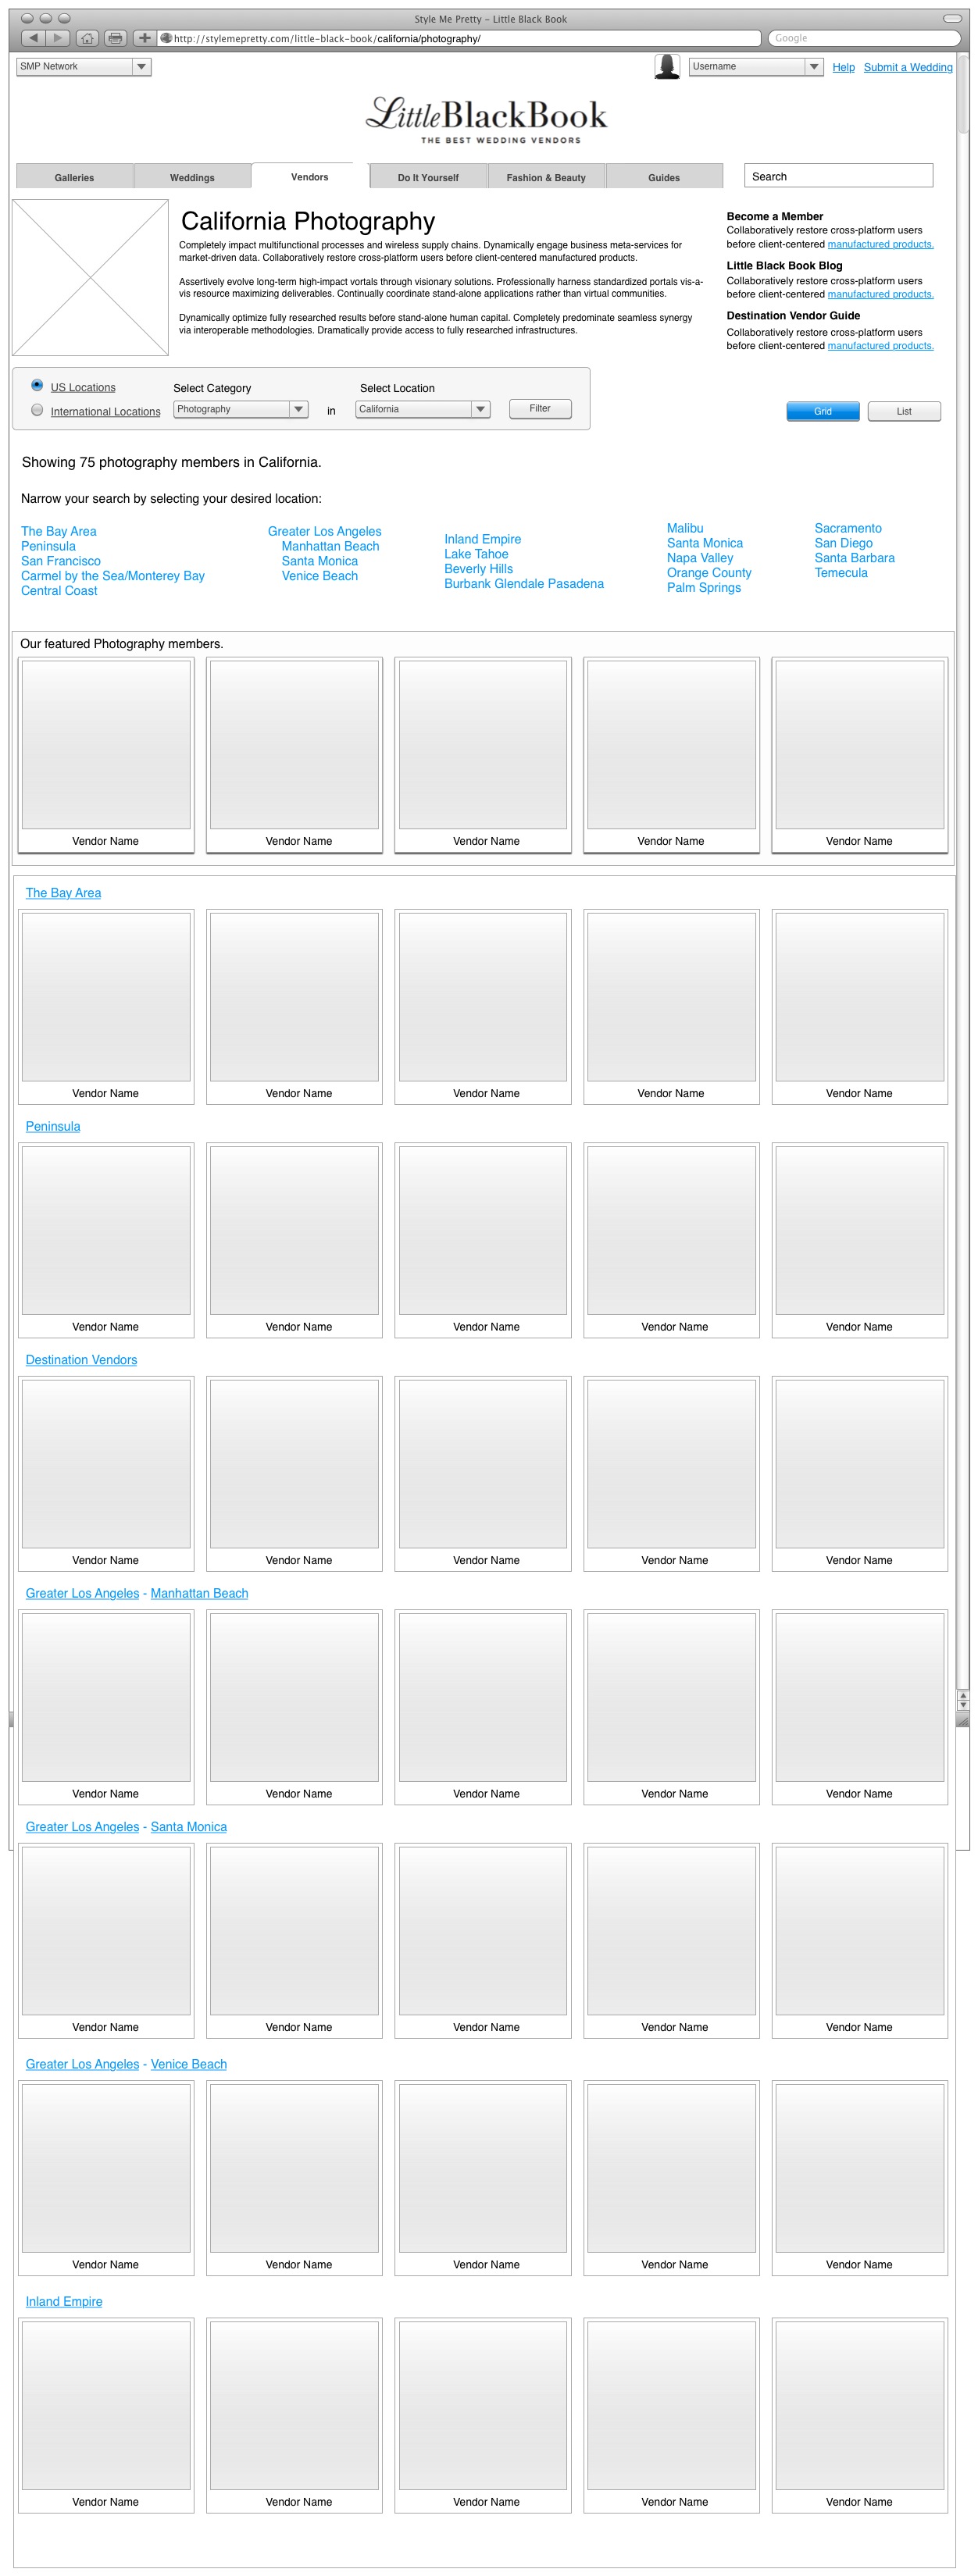 Style Me Pretty – Little Black Book
http://stylemepretty.com/little-black-book/california/photography/
Google
SMP Network
Username
Help
Submit a Wedding
LittleBlackBook
THE BEST WEDDING VENDORS
Galleries
Weddings
Vendors
Do It Yourself
Fashion & Beauty
Guides
Search
California Photography
Completely impact multifunctional processes and wireless supply chains. Dynamically engage business meta-services for
market-driven data. Collaboratively restore cross-platform users before client-centered manufactured products.
Assertively evolve long-term high-impact vortals through visionary solutions. Professionally harness standardized portals vis-a-
vis resource maximizing deliverables. Continually coordinate stand-alone applications rather than virtual communities.
Dynamically optimize fully researched results before stand-alone human capital. Completely predominate seamless synergy
via interoperable methodologies. Dramatically provide access to fully researched infrastructures.
Become a Member
Collaboratively restore cross-platform users
before client-centered manufactured products.
Little Black Book Blog
Collaboratively restore cross-platform users
before client-centered manufactured products.
Destination Vendor Guide
Collaboratively restore cross-platform users
before client-centered manufactured products.
US Locations
International Locations
Select Category
Photography
in
Select Location
California
Filter
Grid
List
Showing 75 photography members in California.
Narrow your search by selecting your desired location:
The Bay Area
Peninsula
San Francisco
Carmel by the Sea/Monterey Bay
Central Coast
Greater Los Angeles
Manhattan Beach
Santa Monica
Venice Beach
Inland Empire
Lake Tahoe
Beverly Hills
Burbank Glendale Pasadena
Malibu
Santa Monica
Napa Valley
Orange County
Palm Springs
Sacramento
San Diego
Santa Barbara
Temecula
Our featured Photography members.
Vendor Name
Vendor Name
Vendor Name
Vendor Name
Vendor Name
The Bay Area
Vendor Name
Vendor Name
Vendor Name
Vendor Name
Vendor Name
Peninsula
Vendor Name
Vendor Name
Vendor Name
Vendor Name
Vendor Name
Destination Vendors
Vendor Name
Vendor Name
Vendor Name
Vendor Name
Vendor Name
Greater Los Angeles - Manhattan Beach
Vendor Name
Vendor Name
Vendor Name
Vendor Name
Vendor Name
Greater Los Angeles - Santa Monica
Vendor Name
Vendor Name
Vendor Name
Vendor Name
Vendor Name
Greater Los Angeles - Venice Beach
Vendor Name
Vendor Name
Vendor Name
Vendor Name
Vendor Name
Inland Empire
Vendor Name
Vendor Name
Vendor Name
Vendor Name
Vendor Name